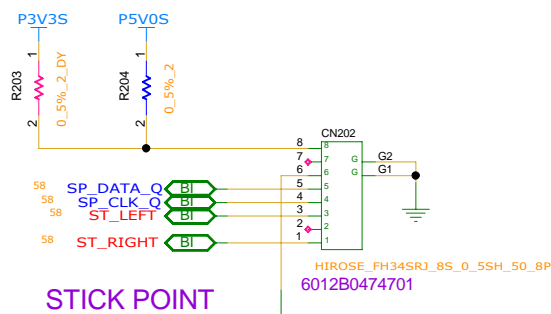 P3V3S P5V0S
R203 1 2 0_5%_2_DY
R204 1 2 0_5%_2
CN202
8 8
7 7
6 6
5 5
4 4
3 3
2 2
1 1
G G2
G G1
58 SP_DATA_Q BI
58 SP_CLK_Q BI
58 ST_LEFT BI
58 ST_RIGHT BI
HIROSE_FH34SRJ_8S_0_5SH_50_8P
6012B0474701
STICK POINT